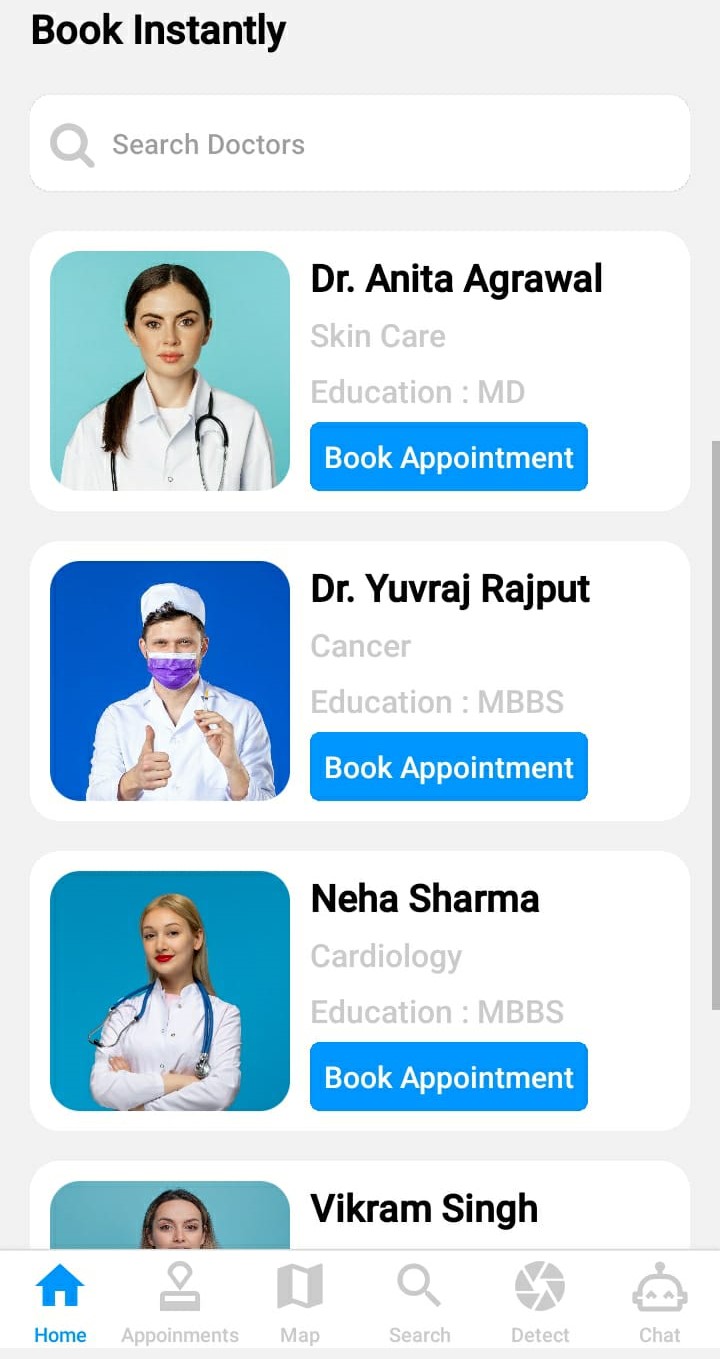 Book Instantly
Search Doctors
Dr. Anita Agrawal
Skin Care
Education : MD
Book Appointment
Dr. Yuvraj Rajput
Cancer
Education : MBBS
Book Appointment
Neha Sharma
Cardiology
Education : MBBS
Book Appointment
Vikram Singh
Home Appoinments Map Search Detect Chat